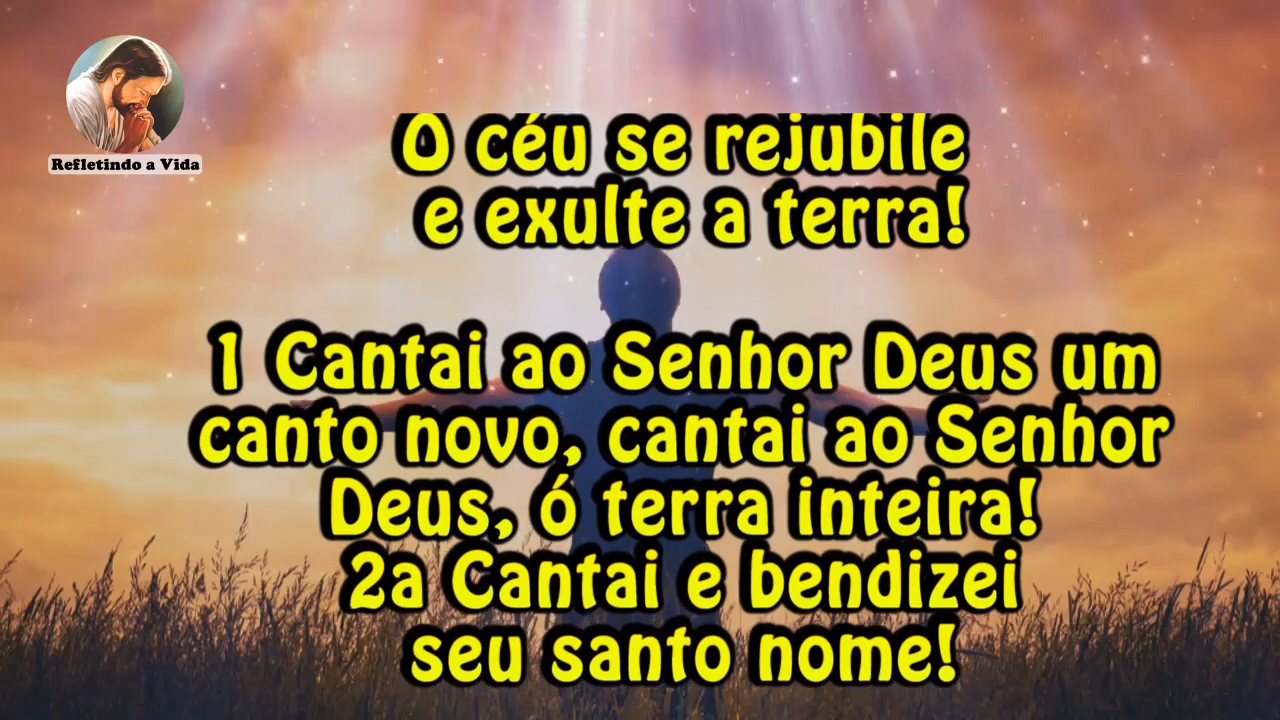 Refletindo a Vida
O céu se rejubile
e exulte a terra!
1 Cantai ao Senhor Deus um
canto novo, cantai ao Senhor
Deus, ó terra inteira!
2a Cantai e bendizei
seu santo nome!